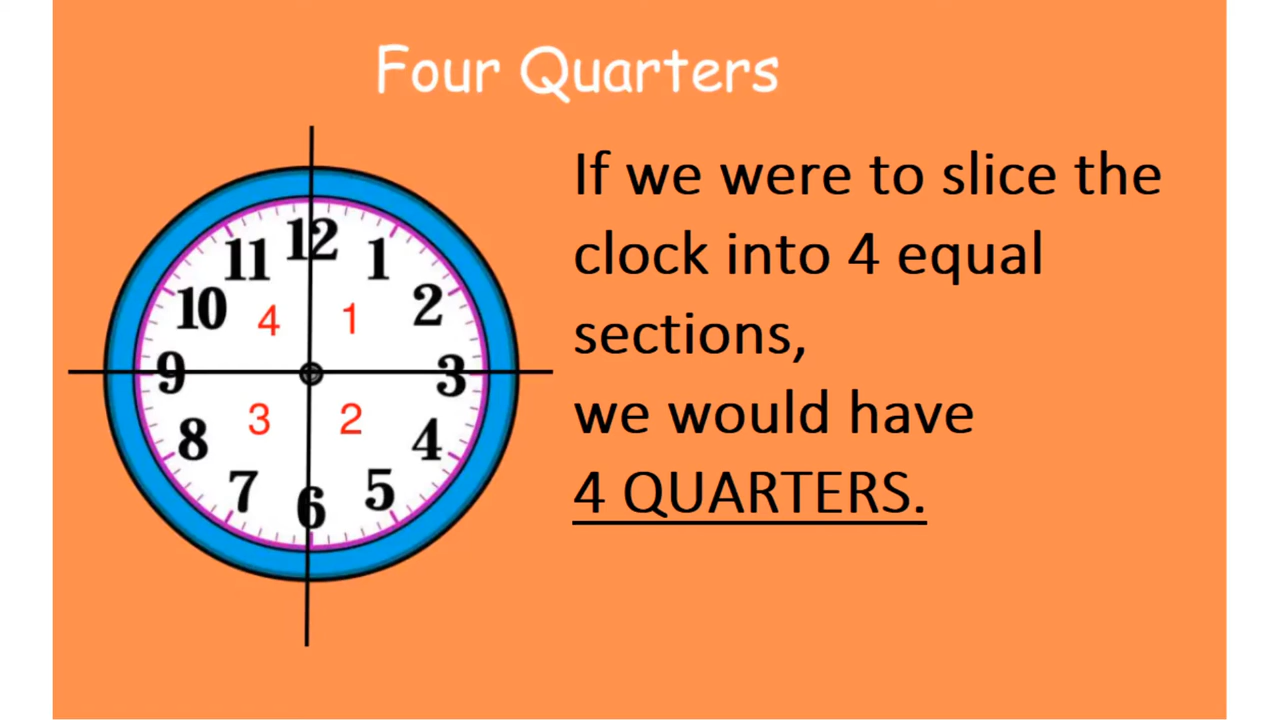 Four Quarters
If we were to slice the
clock into 4 equal
sections,
we would have
4 QUARTERS.
12
11
1
10
2
4
1
9
3
3
2
8
4
7
5
6